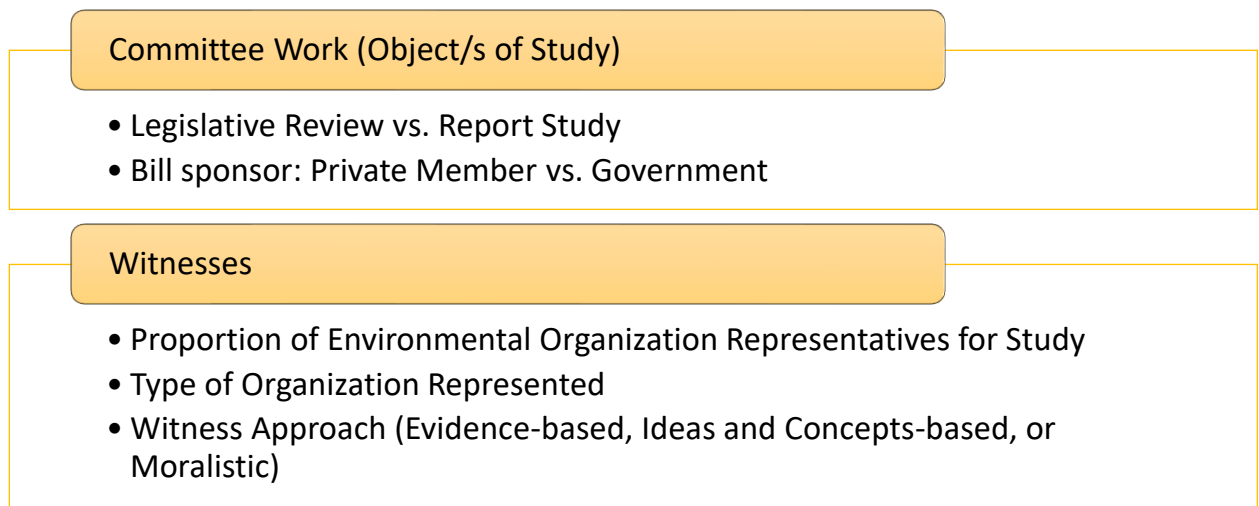 Committee Work (Object/s of Study)
• Legislative Review vs. Report Study
• Bill sponsor: Private Member vs. Government
Witnesses
• Proportion of Environmental Organization Representatives for Study
• Type of Organization Represented
• Witness Approach (Evidence-based, Ideas and Concepts-based, or
Moralistic)